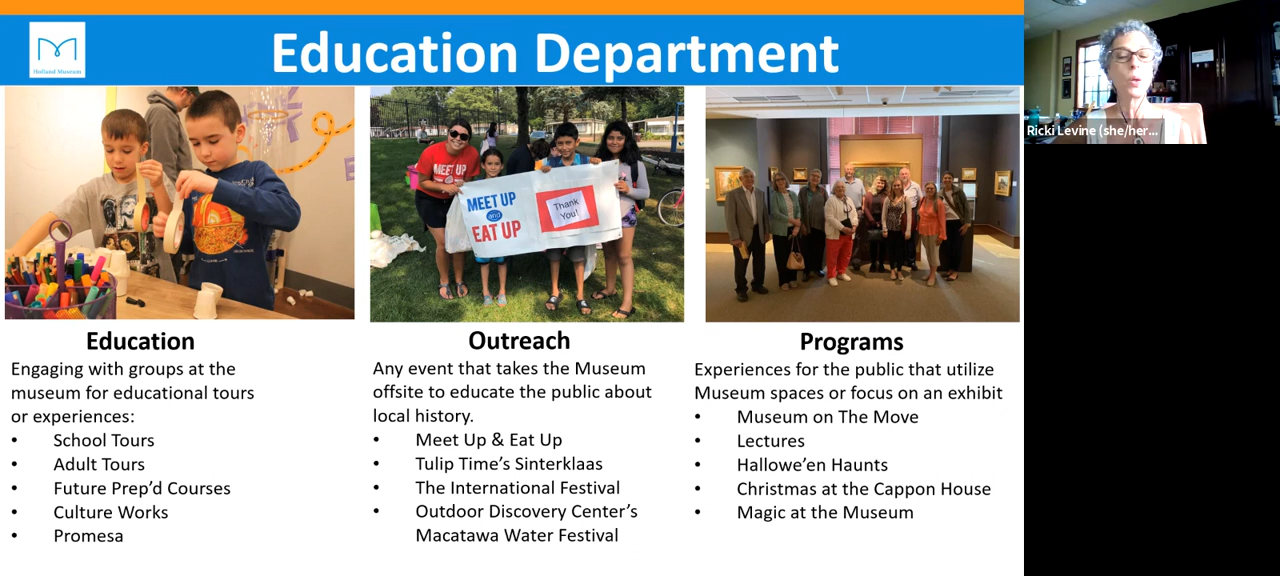 Education Department
Holland Museum
Ricki Levine (she/her...
MEET UP
MEET UP
and
EAT UP
Thank
You!
Education
Engaging with groups at the
museum for educational tours
or experiences:
• School Tours
• Adult Tours
• Future Prep’d Courses
• Culture Works
• Promesa
Outreach
Any event that takes the Museum
offsite to educate the public about
local history.
• Meet Up & Eat Up
• Tulip Time’s Sinterklaas
• The International Festival
• Outdoor Discovery Center’s
Macatawa Water Festival
Programs
Experiences for the public that utilize
Museum spaces or focus on an exhibit
• Museum on The Move
• Lectures
• Hallowe’en Haunts
• Christmas at the Cappon House
• Magic at the Museum